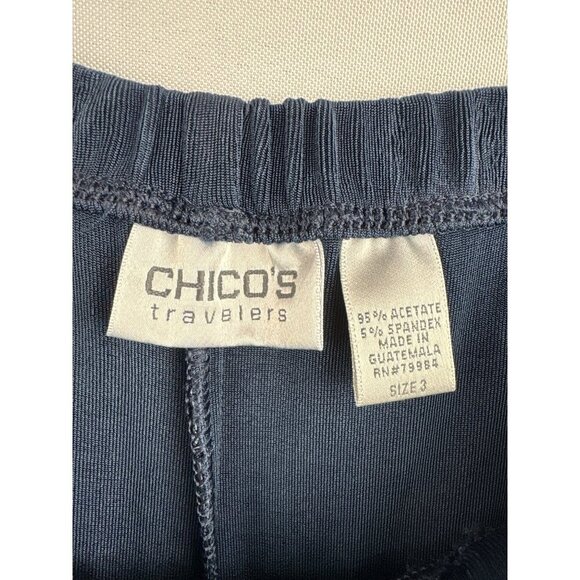 CHICO'S
travelers
95% ACETATE
5% SPANDEX
MADE IN
GUATEMALA
RN#79984
SIZE 3